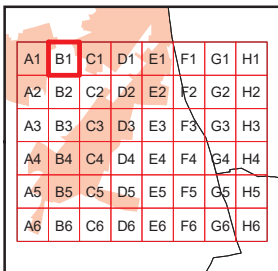 A1 B1 C1 D1 E1 F1 G1 H1
A2 B2 C2 D2 E2 F2 G2 H2
A3 B3 C3 D3 E3 F3 G3 H3
A4 B4 C4 D4 E4 F4 G4 H4
A5 B5 C5 D5 E5 F5 G5 H5
A6 B6 C6 D6 E6 F6 G6 H6